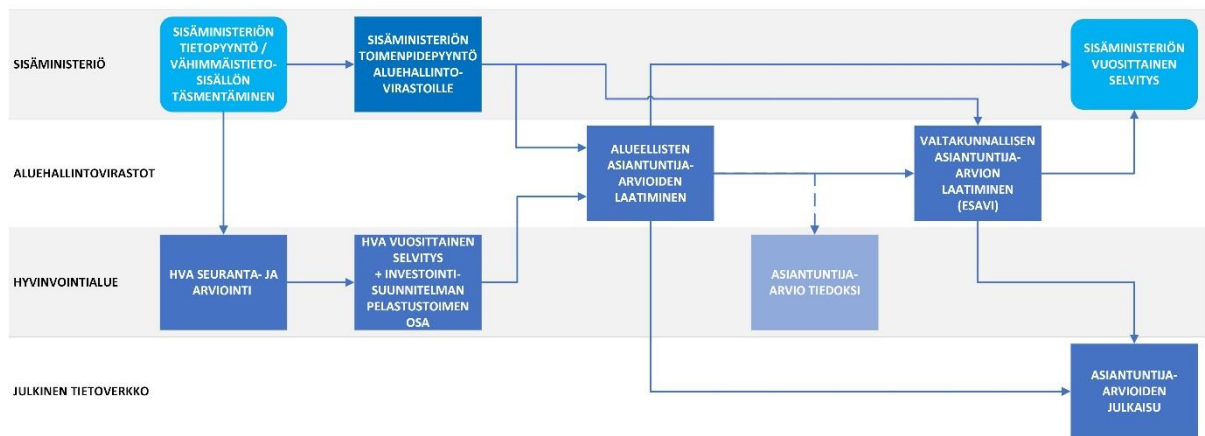 SISÄMINISTERIÖ
SISÄMINISTERIÖN
TIETOPYYNTÖ /
VÄHIMMÄISTIETO-
SISÄLLÖN
TÄSMENTÄMINEN
SISÄMINISTERIÖN
TOIMENPIDEPYYNTÖ
ALUEHALLINTO-
VIRASTOILLE
SISÄMINISTERIÖN
VUOSITTAINEN
SELVITYS
ALUEHALLINTOVIRASTOT
ALUEELLISTEN
ASIANTUNTIJA-
ARVIOIDEN
LAATIMINEN
VALTAKUNNALLISEN
ASIANTUNTIJA-
ARVION
LAATIMINEN
(ESAVI)
HYVINVOINTIALUE
HVA SEURANTA- JA
ARVIOINTI
HVA VUOSITTAINEN
SELVITYS
+ INVESTOINTI-
SUUNNITELMAN
PELASTUSTOIMEN
OSA
ASIANTUNTIJA-
ARVIO TIEDOKSI
JULKINEN TIETOVERKKO
ASIANTUNTIJA-
ARVIOIDEN
JULKAISU